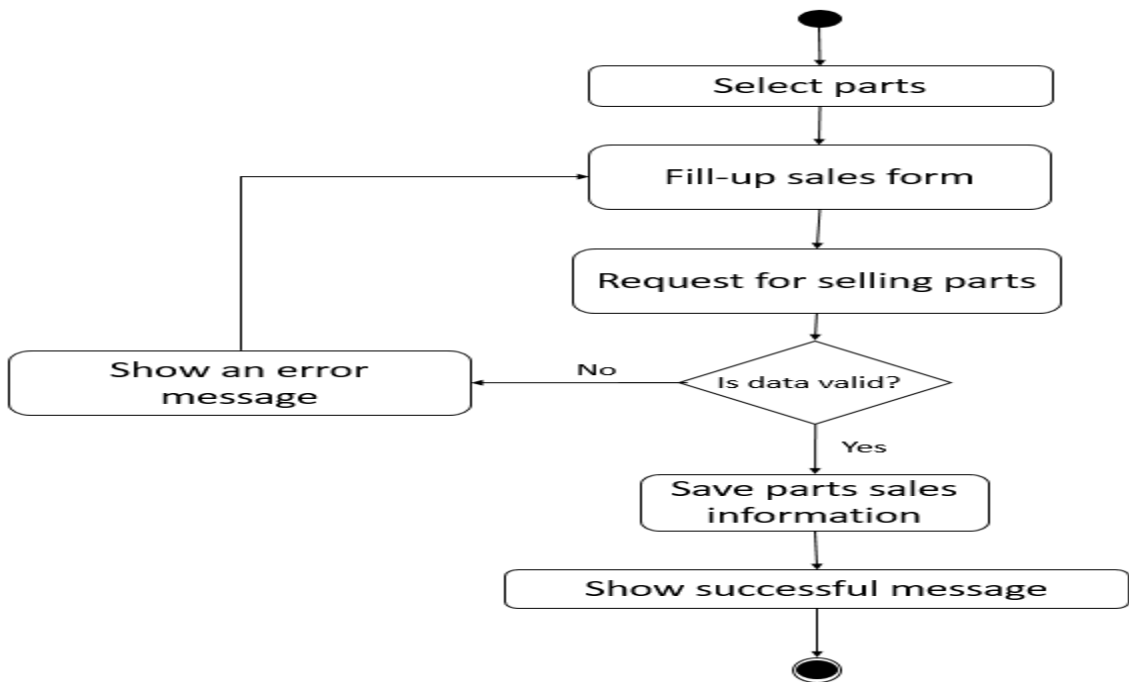 Select parts
Fill-up sales form
Request for selling parts
Show an error
message
No
Is data valid?
Yes
Save parts sales
information
Show successful message